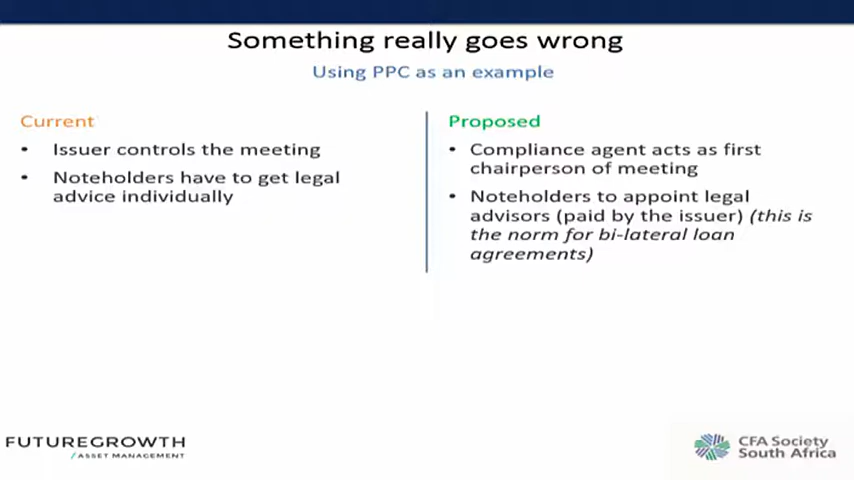 Something really goes wrong
Using PPC as an example
Current
• Issuer controls the meeting
• Noteholders have to get legal
advice individually
Proposed
• Compliance agent acts as first
chairperson of meeting
• Noteholders to appoint legal
advisors (paid by the issuer) (this is
the norm for bi-lateral loan
agreements)
FUTUREGROWTH
/ASSET MANAGEMENT
CFA Society
South Africa